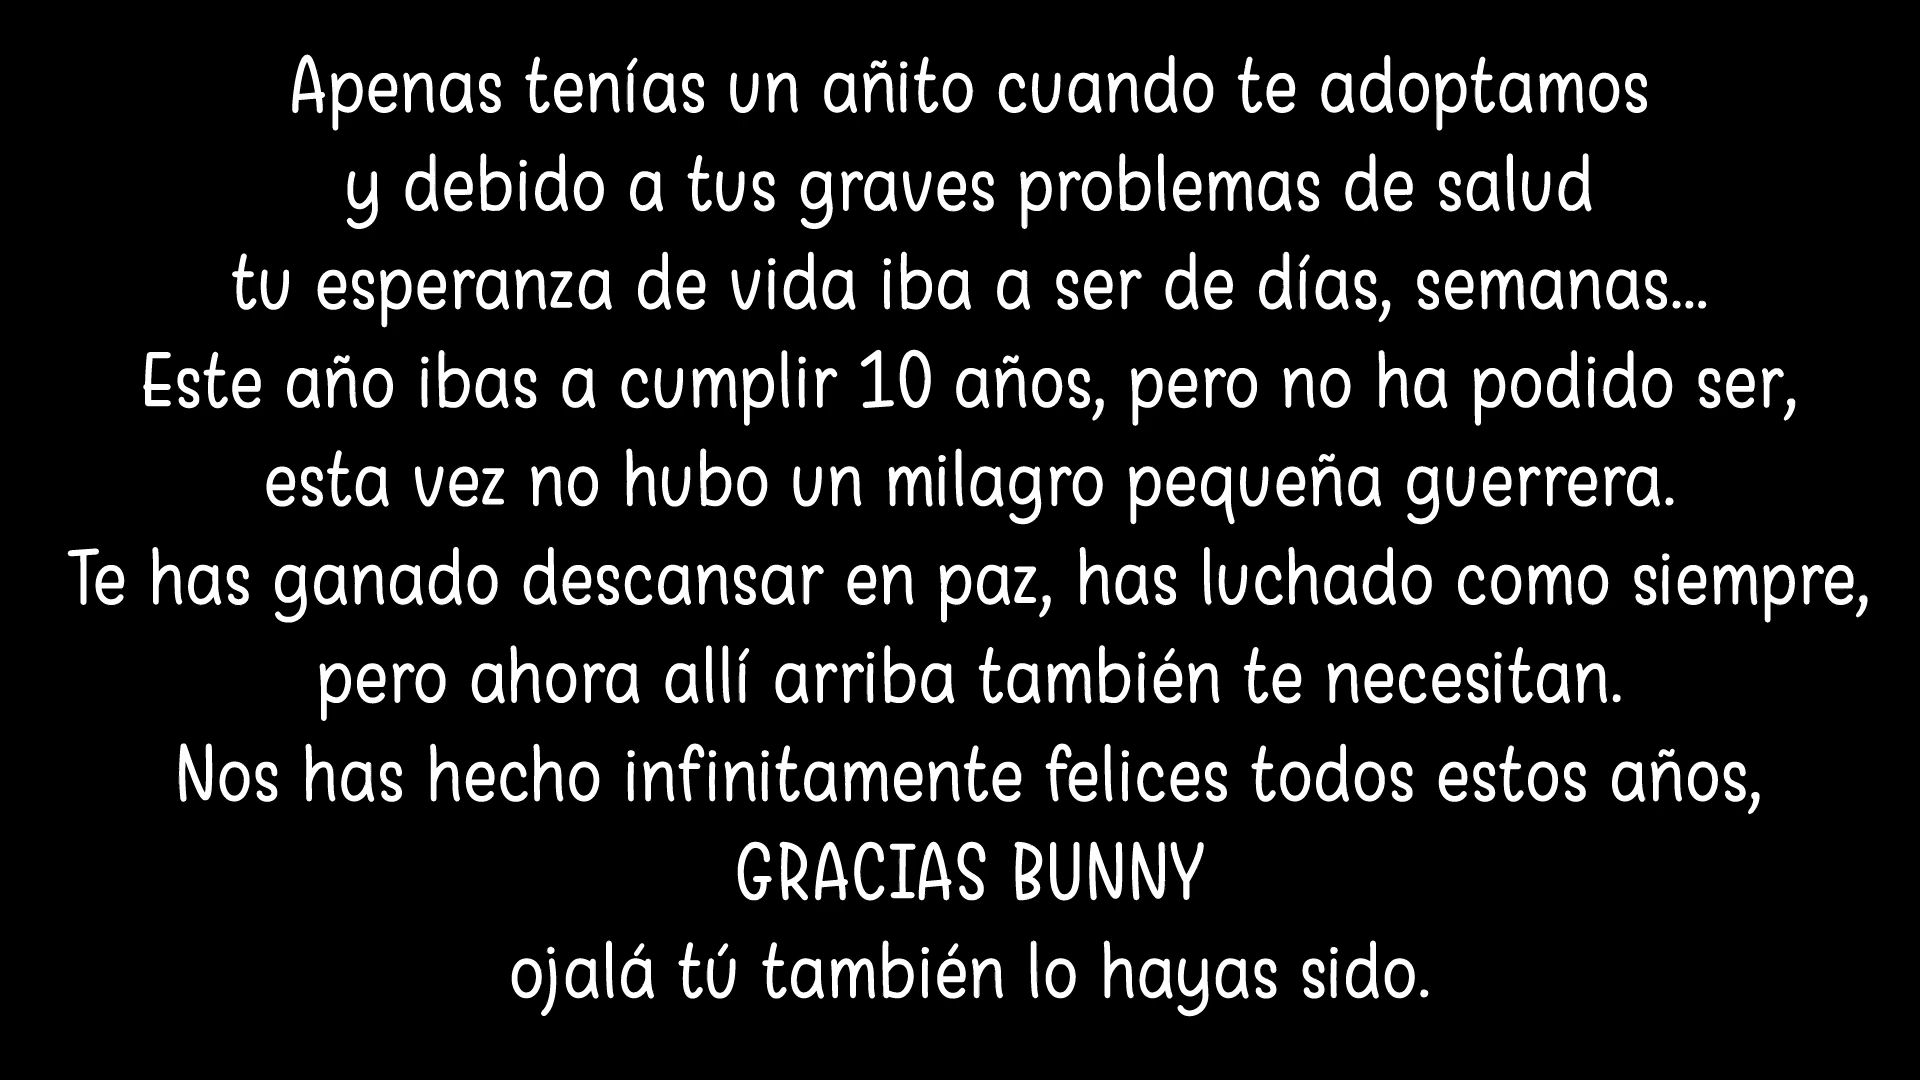 Apenas tenías un añito cuando te adoptamos
y debido a tus graves problemas de salud
tu esperanza de vida iba a ser de días, semanas...
Este año ibas a cumplir 10 años, pero no ha podido ser,
esta vez no hubo un milagro pequeña guerrera.
Te has ganado descansar en paz, has luchado como siempre,
pero ahora allí arriba también te necesitan.
Nos has hecho infinitamente felices todos estos años,
GRACIAS BUNNY
ojalá tú también lo hayas sido.